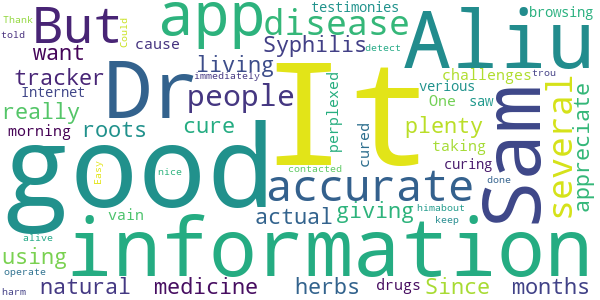 Thank
told
But
app
testimonies
disease
Could
Aliu
browsing
want
cause
Syphilis
detect
tracker
living
immediately
challenges
trou
Internet
Dr
people
It
perplexed
One
saw
verious
really
morning
roots
cure
cured
plenty
taking
Sam
several
appreciate
good
Easy
nice
contacted
curing
accurate
done
vain
actual
giving
himabout
keep
alive
using
information
operate
harm
natural
medicine
herbs
drugs
Since
months